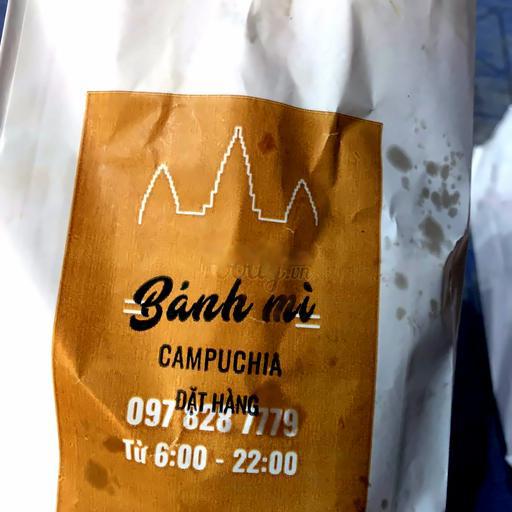 Bánh mì
CAMPUCHIA
ĐẶT HÀNG
097 828 7779
Từ 6:00 - 22:00